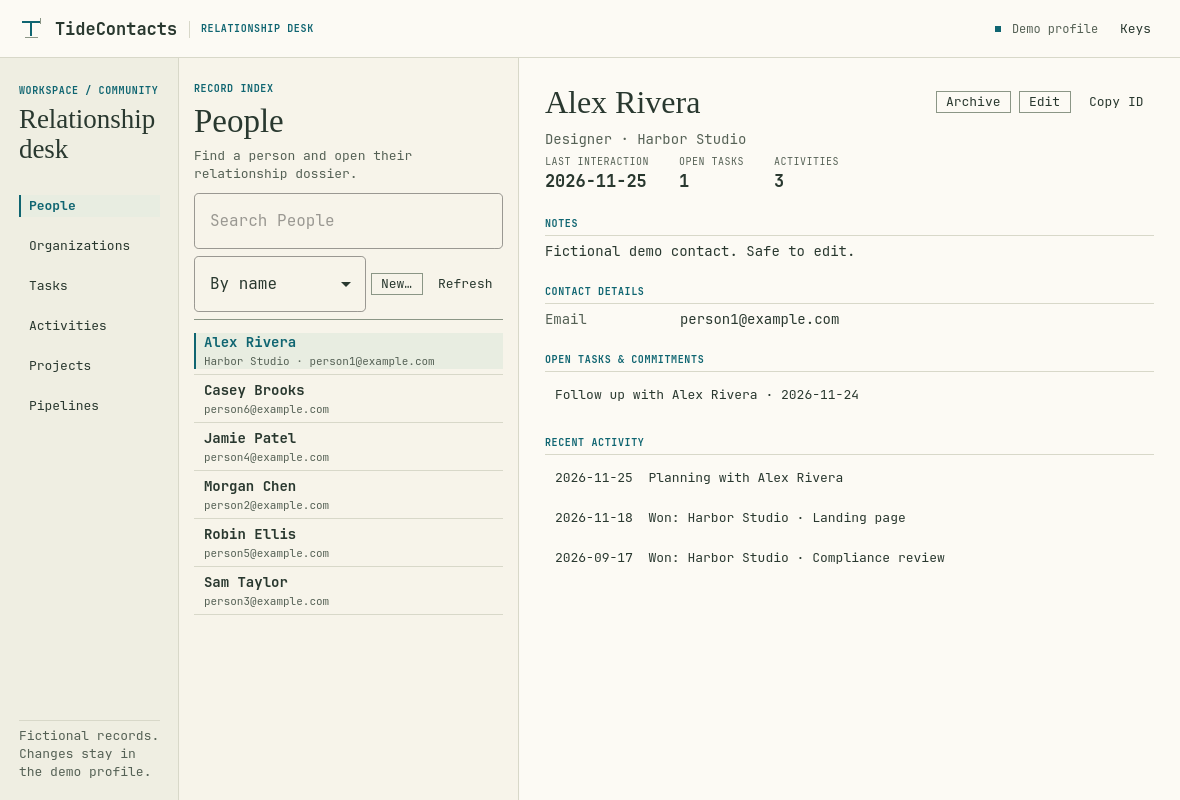 TideContacts
RELATIONSHIP DESK
Demo profile
Keys
WORKSPACE / COMMUNITY
Relationship
desk
People
Organizations
Tasks
Activities
Projects
Pipelines
Fictional records.
Changes stay in
the demo profile.
RECORD INDEX
People
Find a person and open their
relationship dossier.
Search People
By name
New…
Refresh
Alex Rivera
Harbor Studio · person1@example.com
Casey Brooks
person6@example.com
Jamie Patel
person4@example.com
Morgan Chen
person2@example.com
Robin Ellis
person5@example.com
Sam Taylor
person3@example.com
Alex Rivera
Archive
Edit
Copy ID
Designer · Harbor Studio
LAST INTERACTION
2026-11-25
OPEN TASKS
1
ACTIVITIES
3
NOTES
Fictional demo contact. Safe to edit.
CONTACT DETAILS
Email person1@example.com
OPEN TASKS & COMMITMENTS
Follow up with Alex Rivera · 2026-11-24
RECENT ACTIVITY
2026-11-25 Planning with Alex Rivera
2026-11-18 Won: Harbor Studio · Landing page
2026-09-17 Won: Harbor Studio · Compliance review